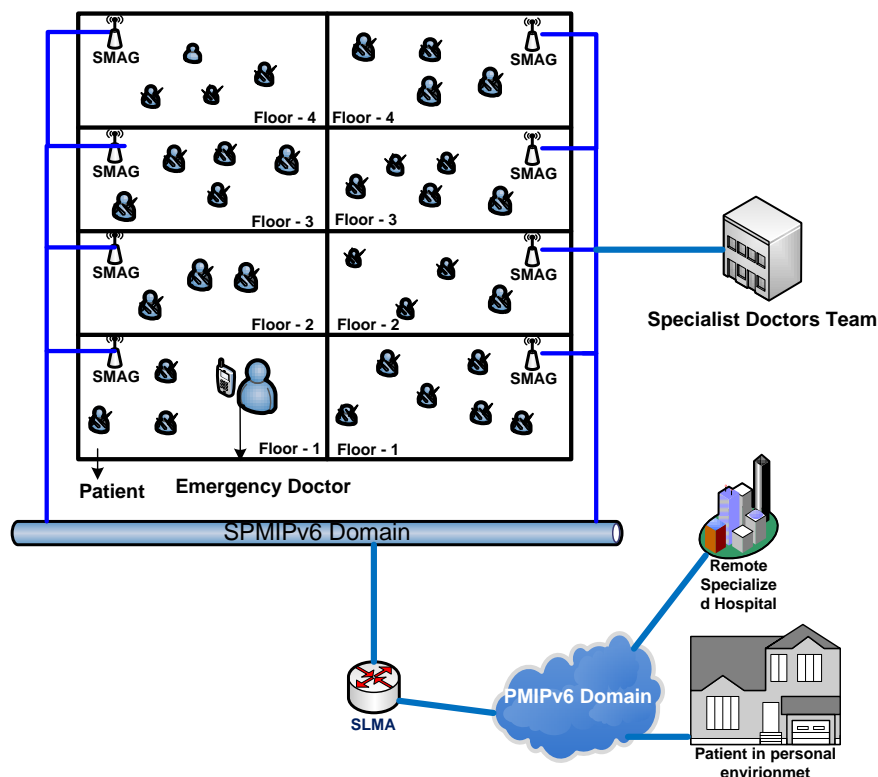 SMAG
SMAG
Floor - 4
Floor - 4
SMAG
SMAG
Floor - 3
Floor - 3
SMAG
SMAG
Floor - 2
Floor - 2
Specialist Doctors Team
SMAG
SMAG
Floor - 1
Floor - 1
Patient
Emergency Doctor
SPMIPv6 Domain
Remote
Specialize
d Hospital
PMIPv6 Domain
SLMA
Patient in personal
envirionmet